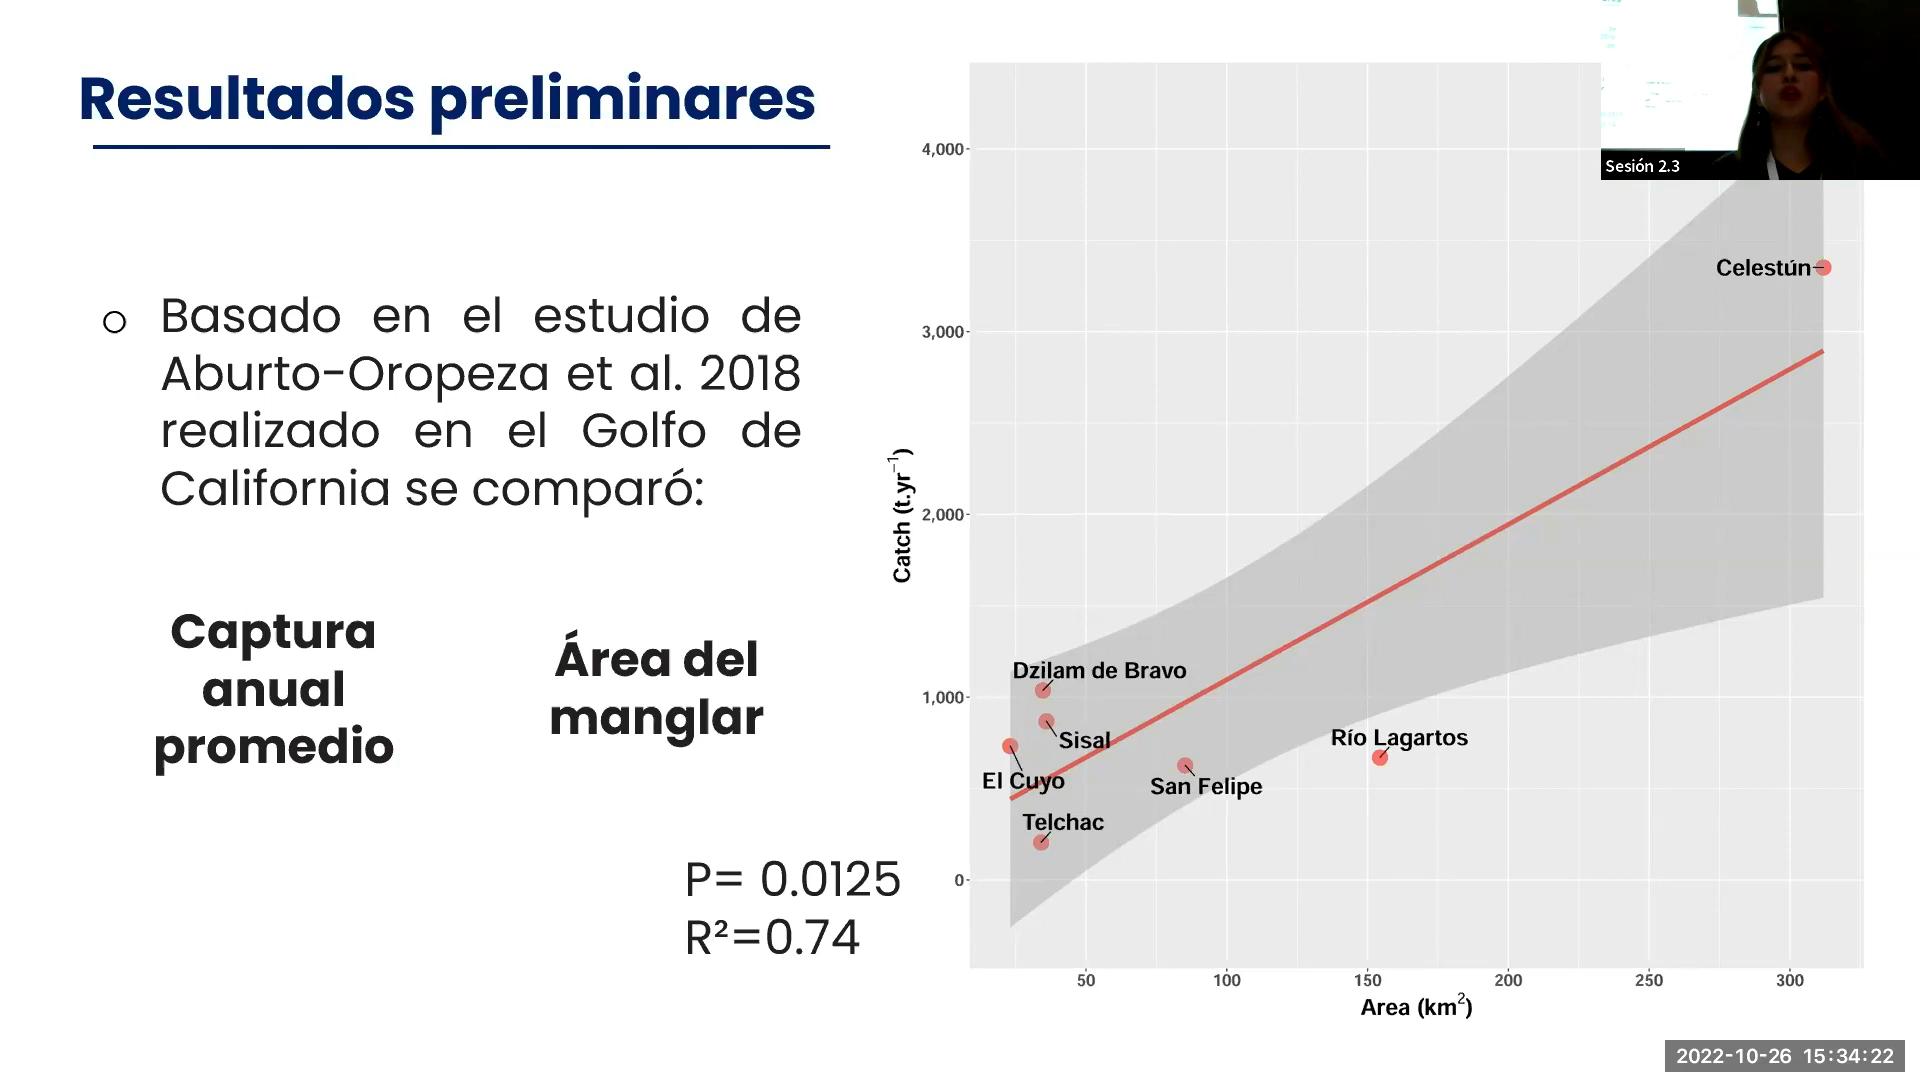 Resultados preliminares
Basado en el estudio de
Aburto-Oropeza et al. 2018
realizado en el Golfo de
California se comparó:
Captura
anual
promedio
Área del
manglar
P= 0.0125
R²=0.74
Catch (t.yr⁻¹)
4,000
3,000
2,000
1,000
0
Celestún
Dzilam de Bravo
Sisal
El Cuyo
Telchac
San Felipe
Río Lagartos
50
100
150
200
250
300
Area (km²)
Sesión 2.3
2022-10-26 15:34:22